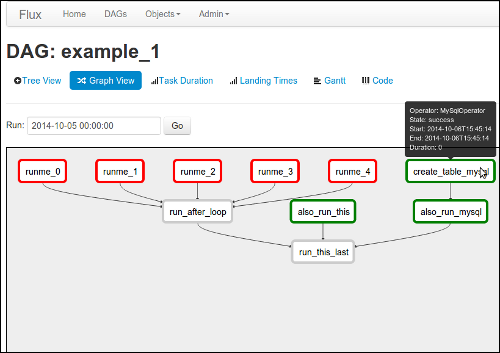 Flux Home DAGs Objects Admin
DAG: example_1
Tree View Graph View Task Duration Landing Times Gantt Code
Operator: MySqlOperator
State: success
Start: 2014-10-06T15:45:14
End: 2014-10-06T15:45:14
Duration: 0
Run: 2014-10-05 00:00:00 Go
runme_0 runme_1 runme_2 runme_3 runme_4 create_table_mysql
run_after_loop also_run_this also_run_mysql
run_this_last